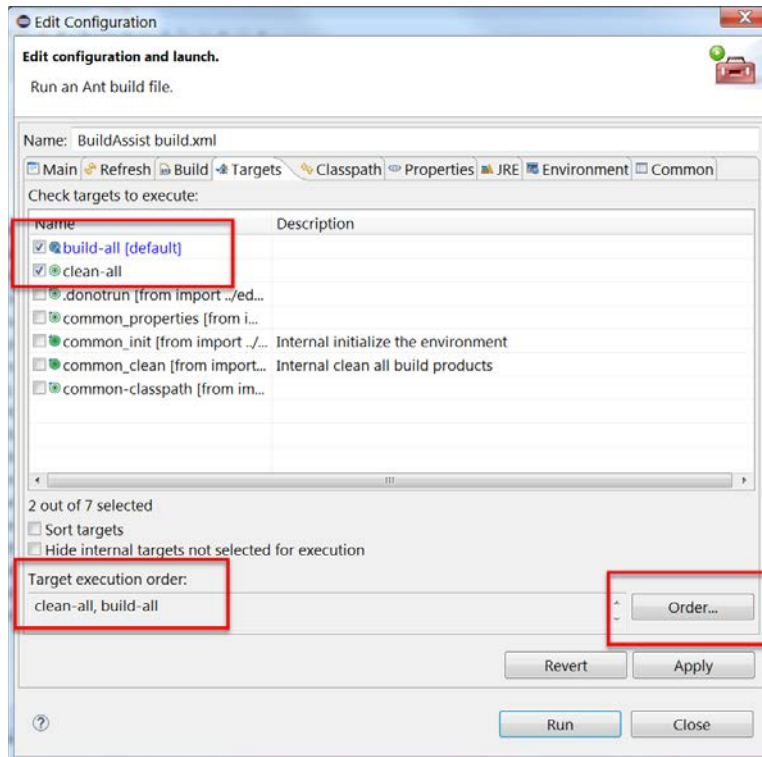 Edit Configuration
Edit configuration and launch.
Run an Ant build file.
Name: BuildAssist build.xml
Main Refresh Build Targets Classpath Properties JRE Environment Common
Check targets to execute:
Name Description
build-all [default]
clean-all
.donotrun [from import ../ed...
common_properties [from i...
common_init [from import ../... Internal initialize the environment
common_clean [from import... Internal clean all build products
common-classpath [from im...
2 out of 7 selected
Sort targets
Hide internal targets not selected for execution
Target execution order:
clean-all, build-all
Order...
Revert Apply
Run Close